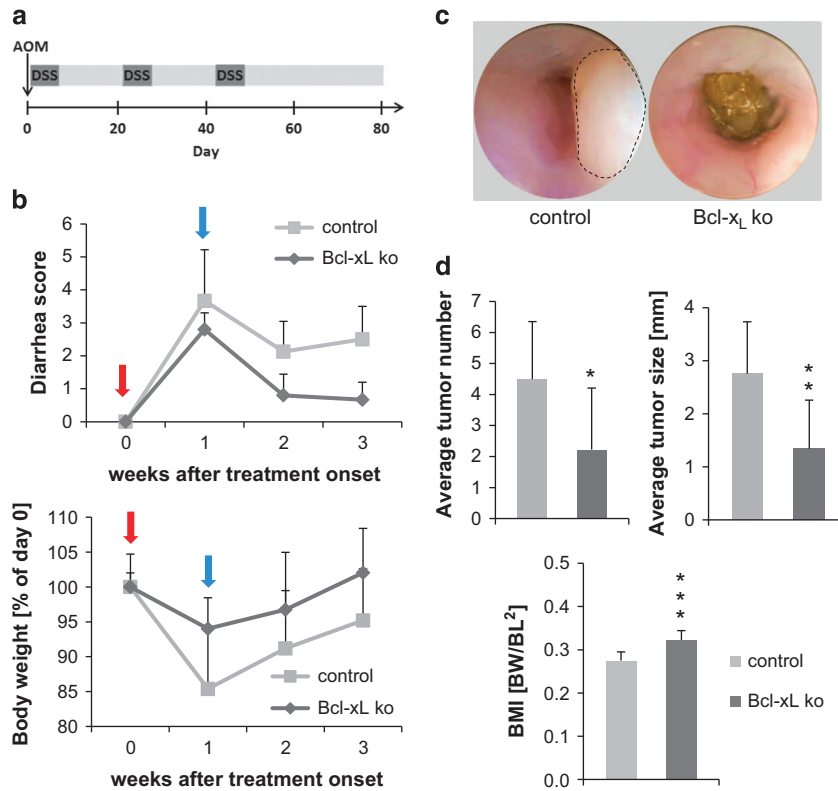 a
AOM
DSS DSS DSS
0 20 40 60 80
Day
b
6
5
4
3
2
1
0
Diarrhea score
control
Bcl-xL ko
0 1 2 3
weeks after treatment onset
110
105
100
95
90
85
80
Body weight [% of day 0]
control
Bcl-xL ko
0 1 2 3
weeks after treatment onset
c
control Bcl-xL ko
d
7
6
5
4
3
2
1
0
Average tumor number
*
4
3
2
1
0
Average tumor size [mm]
**
0.5
0.4
0.3
0.2
0.1
0.0
BMI [BW/BL²]
***
control
Bcl-xL ko